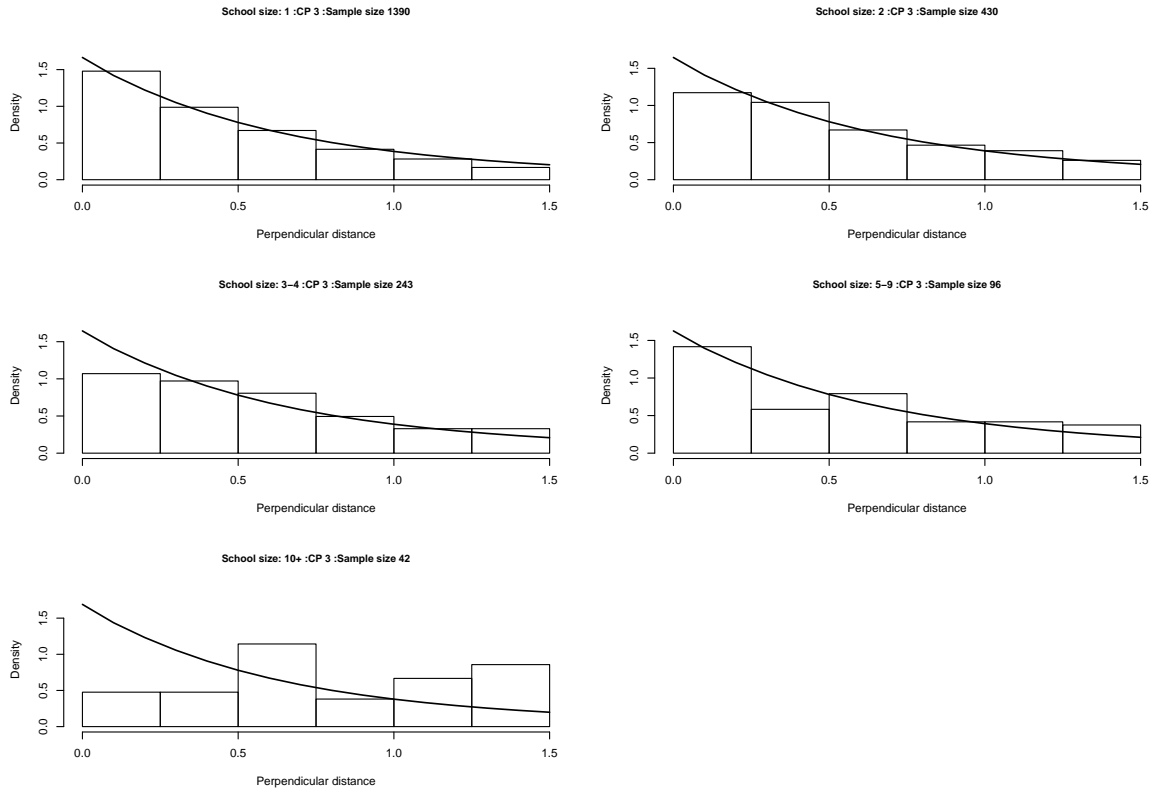 School size: 1 :CP 3 :Sample size 1390
Density
0.0 0.5 1.0 1.5
0.0 0.5 1.0 1.5
Perpendicular distance
School size: 2 :CP 3 :Sample size 430
Density
0.0 0.5 1.0 1.5
0.0 0.5 1.0 1.5
Perpendicular distance
School size: 3−4 :CP 3 :Sample size 243
Density
0.0 0.5 1.0 1.5
0.0 0.5 1.0 1.5
Perpendicular distance
School size: 5−9 :CP 3 :Sample size 96
Density
0.0 0.5 1.0 1.5
0.0 0.5 1.0 1.5
Perpendicular distance
School size: 10+ :CP 3 :Sample size 42
Density
0.0 0.5 1.0 1.5
0.0 0.5 1.0 1.5
Perpendicular distance